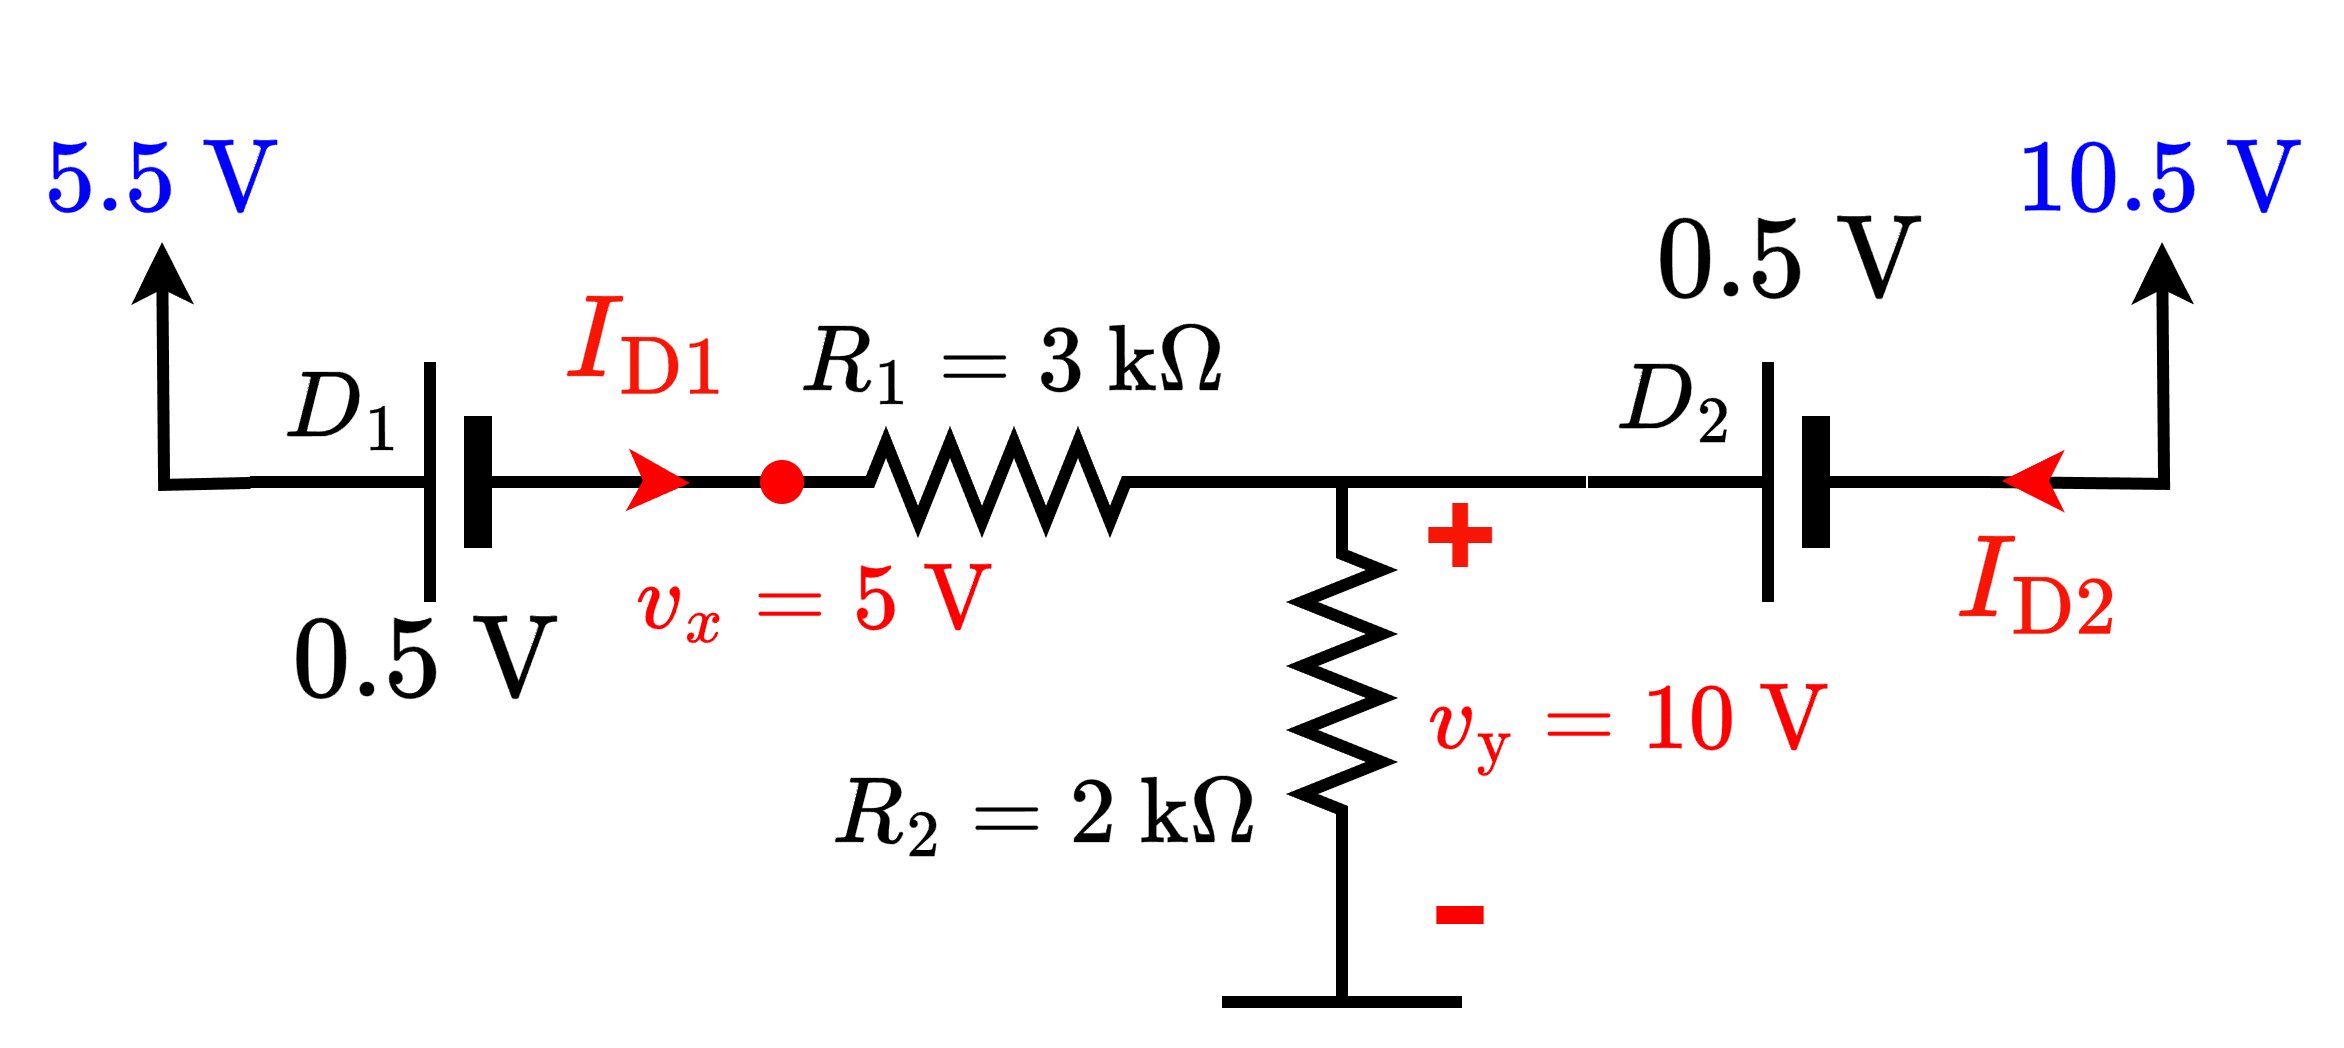 5.5 V
10.5 V
0.5 V
I_D1
R_1 = 3 kΩ
D_1
D_2
+
v_x = 5 V
I_D2
0.5 V
v_y = 10 V
R_2 = 2 kΩ
-